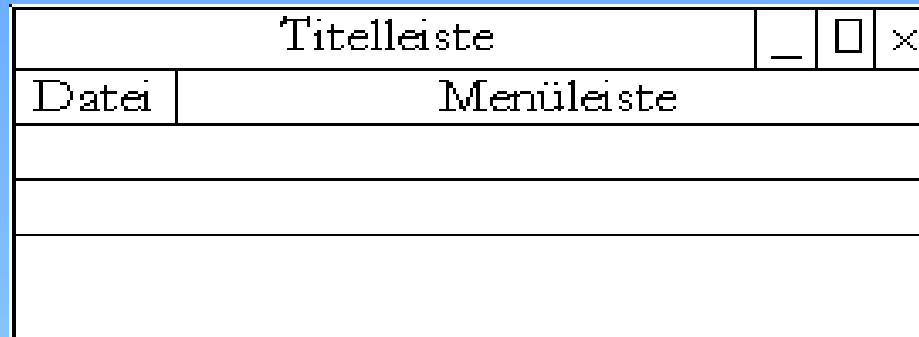 Titelleiste _ □ ×
Datei Menüleiste